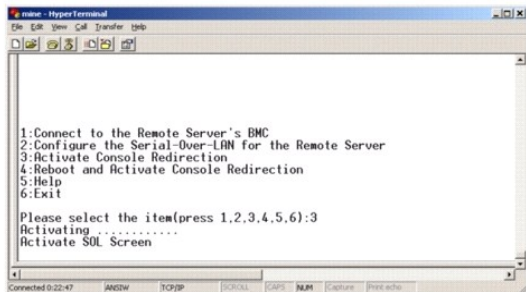 mine - HyperTerminal
File Edit View Call Transfer Help
1:Connect to the Remote Server's BMC
2:Configure the Serial-Over-LAN for the Remote Server
3:Activate Console Redirection
4:Reboot and Activate Console Redirection
5:Help
6:Exit
Please select the item(press 1,2,3,4,5,6):3
Activating ............
Activate SOL Screen
Connected 0:22:47 ANSIW TCP/IP SCROLL CAPS NUM Capture Print echo